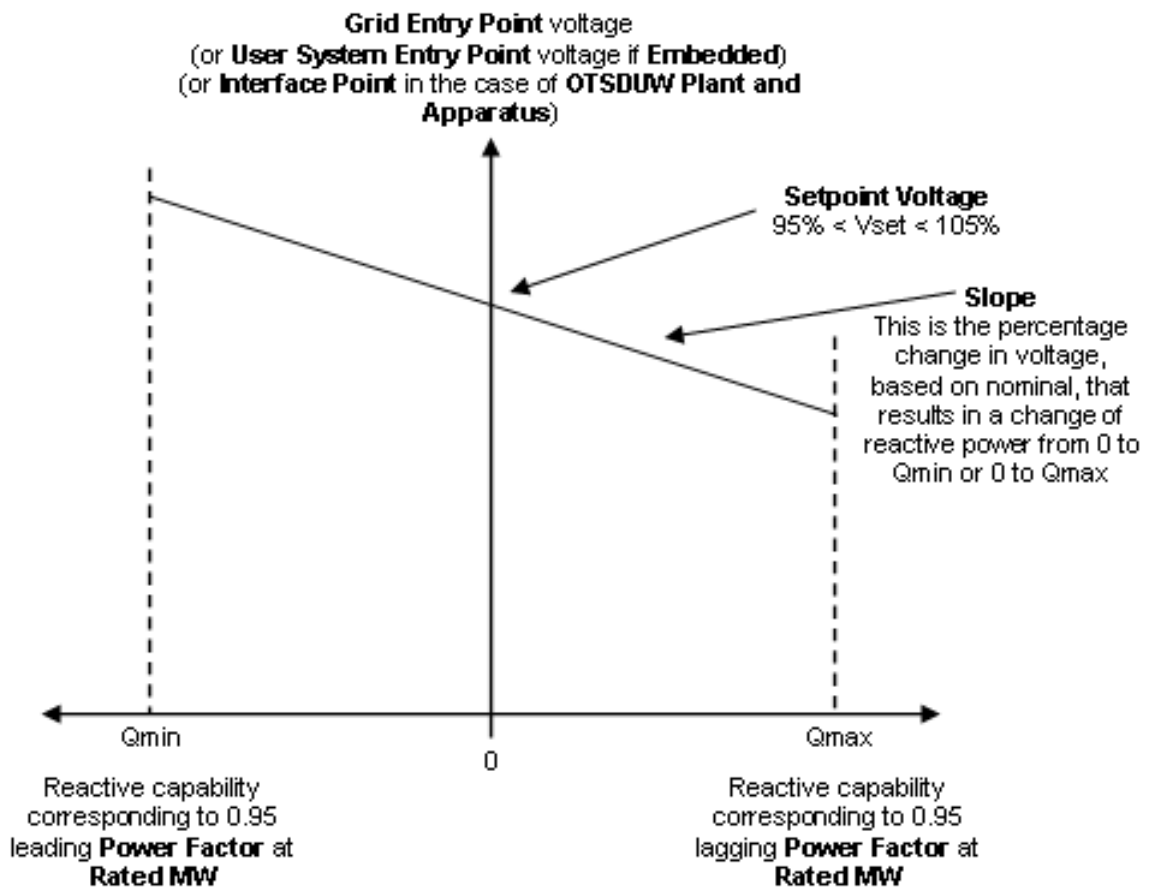 Grid Entry Point voltage
(or User System Entry Point voltage if Embedded)
(or Interface Point in the case of OTSDUW Plant and
Apparatus)
Setpoint Voltage
95% < Vset < 105%
Slope
This is the percentage
change in voltage,
based on nominal, that
results in a change of
reactive power from 0 to
Qmin or 0 to Qmax
Qmin
0
Qmax
Reactive capability
corresponding to 0.95
leading Power Factor at
Rated MW
Reactive capability
corresponding to 0.95
lagging Power Factor at
Rated MW